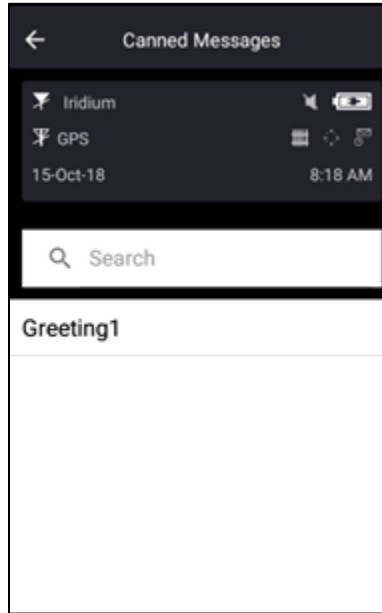 Canned Messages
Iridium
GPS
15-Oct-18 8:18 AM
Search
Greeting1